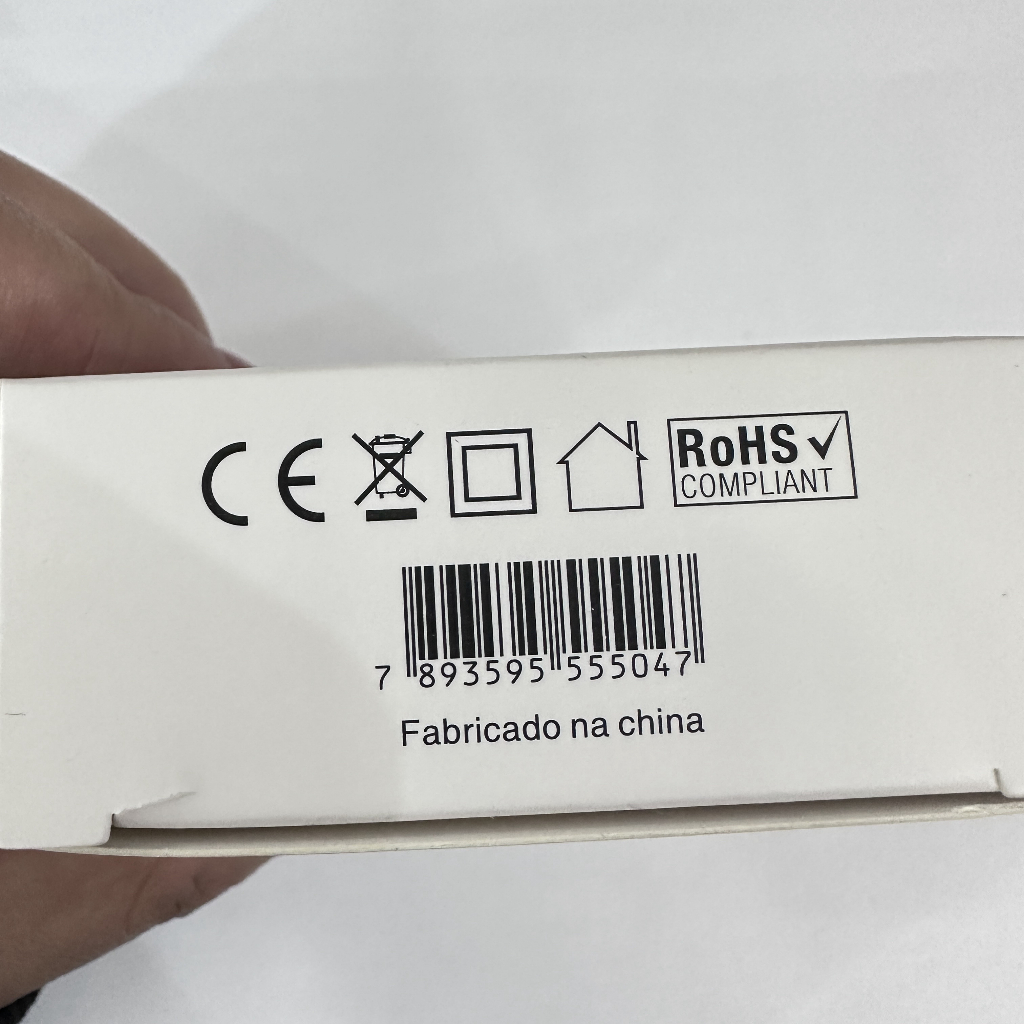 CE
RoHS
COMPLIANT
7 893595 555047
Fabricado na china